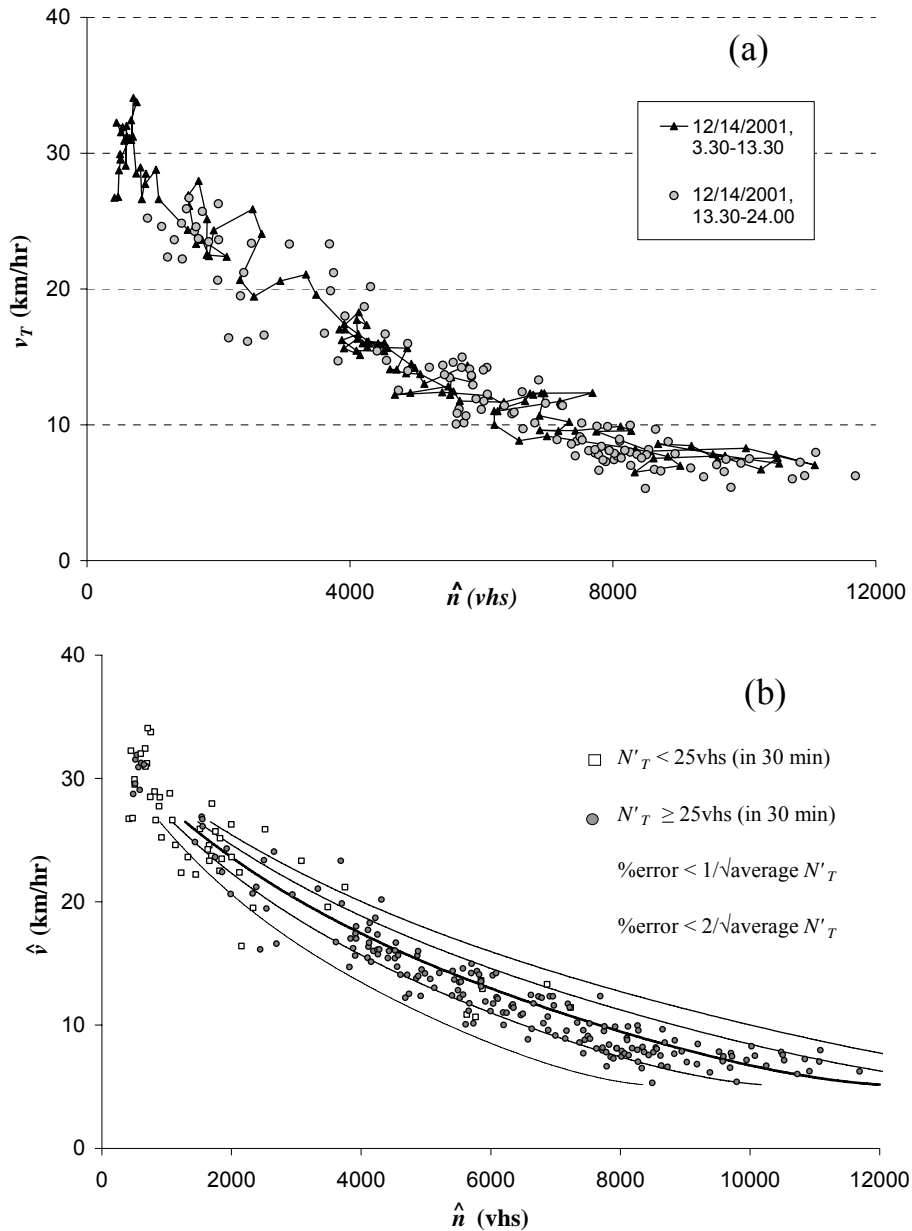 (a)
40
30
20
10
0
v_T (km/hr)
12/14/2001,
3.30-13.30
12/14/2001,
13.30-24.00
0
4000
8000
12000
n̂ (vhs)
(b)
40
30
20
10
0
v̂ (km/hr)
N'_T < 25vhs (in 30 min)
N'_T ≥ 25vhs (in 30 min)
%error < 1/√average N'_T
%error < 2/√average N'_T
0
2000
4000
6000
8000
10000
12000
n̂ (vhs)